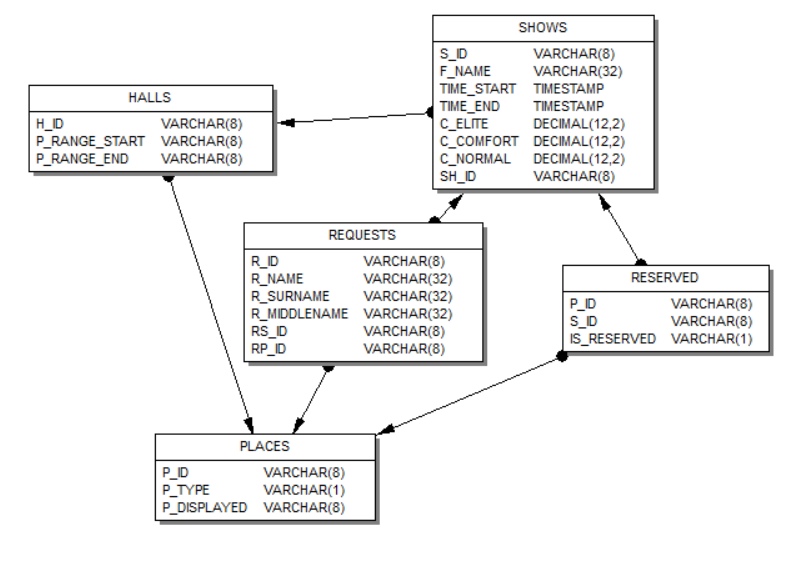 SHOWS
S_ID VARCHAR(8)
F_NAME VARCHAR(32)
TIME_START TIMESTAMP
TIME_END TIMESTAMP
C_ELITE DECIMAL(12,2)
C_COMFORT DECIMAL(12,2)
C_NORMAL DECIMAL(12,2)
SH_ID VARCHAR(8)
HALLS
H_ID VARCHAR(8)
P_RANGE_START VARCHAR(8)
P_RANGE_END VARCHAR(8)
REQUESTS
R_ID VARCHAR(8)
R_NAME VARCHAR(32)
R_SURNAME VARCHAR(32)
R_MIDDLENAME VARCHAR(32)
RS_ID VARCHAR(8)
RP_ID VARCHAR(8)
RESERVED
P_ID VARCHAR(8)
S_ID VARCHAR(8)
IS_RESERVED VARCHAR(1)
PLACES
P_ID VARCHAR(8)
P_TYPE VARCHAR(1)
P_DISPLAYED VARCHAR(8)